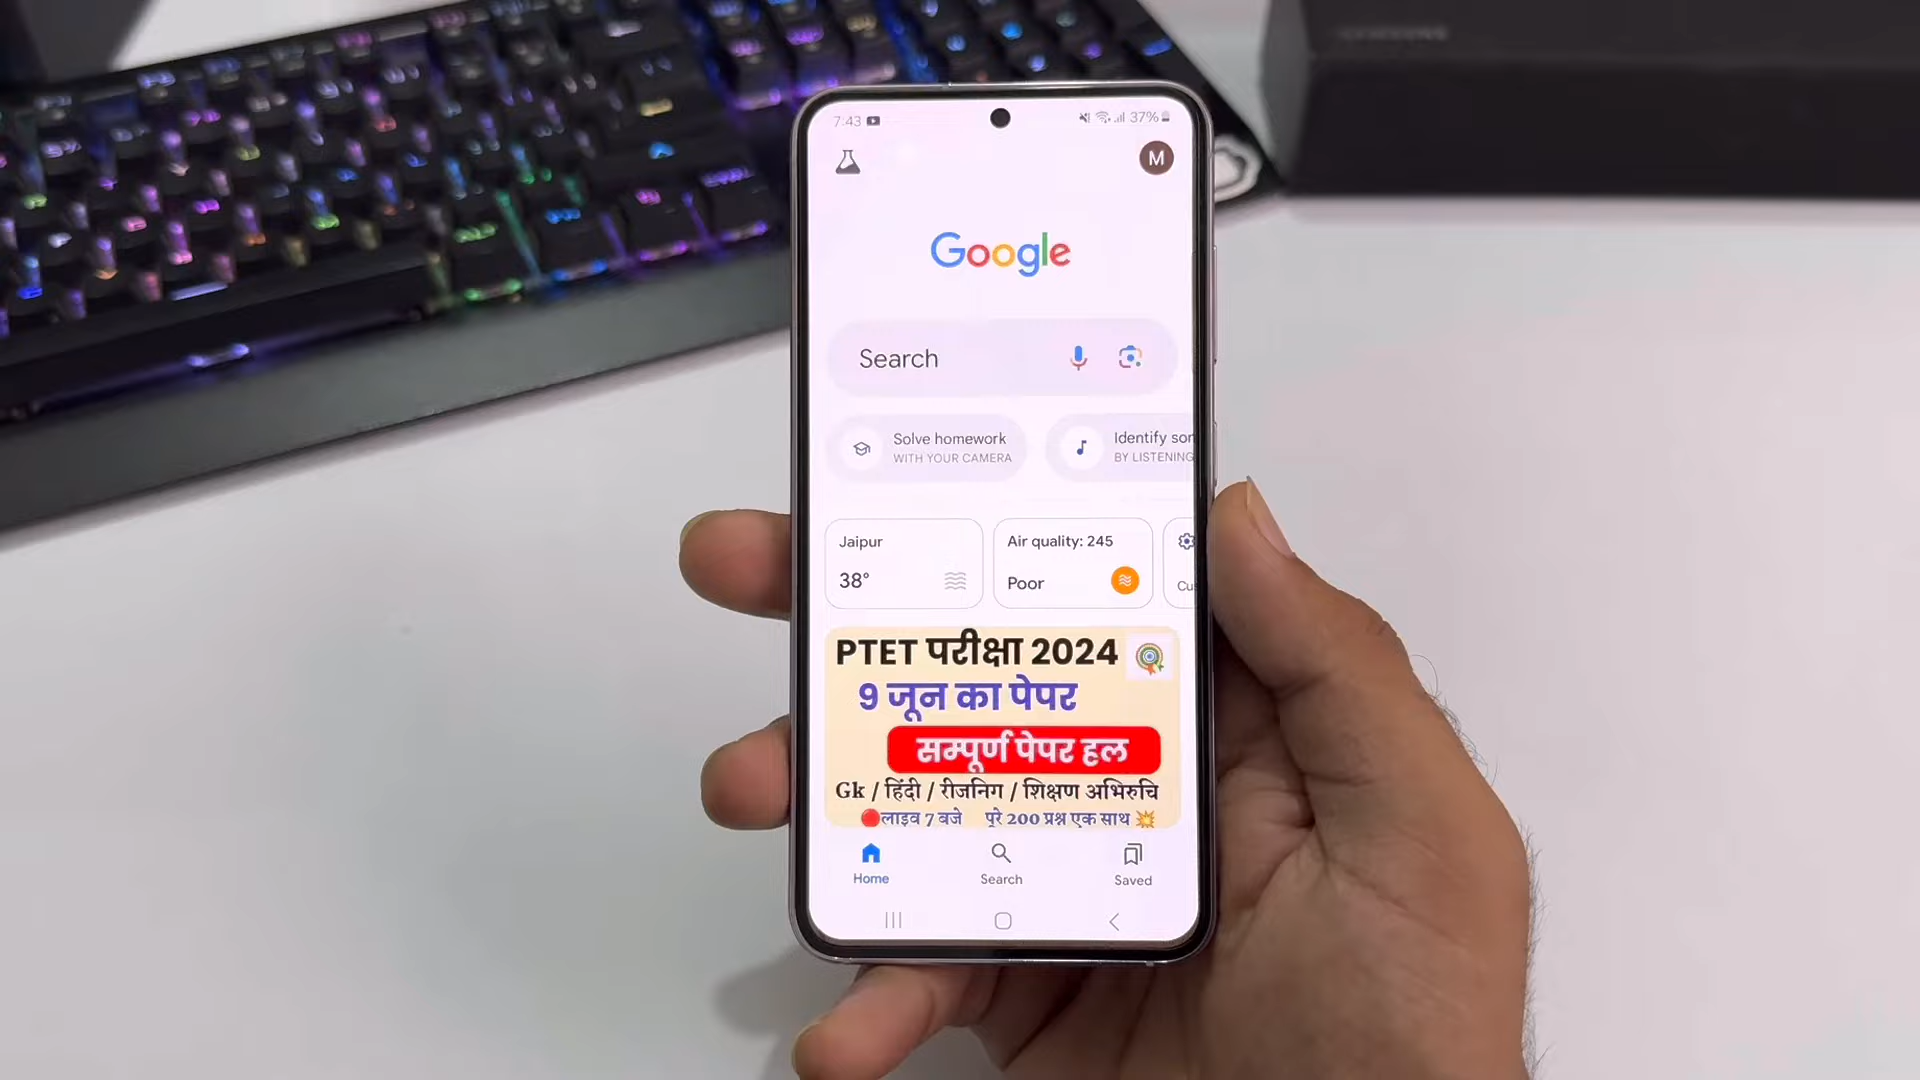 7:43
37%
M
Google
Search
Solve homework
WITH YOUR CAMERA
Identify son
BY LISTENING
Jaipur
38°
Air quality: 245
Poor
Cus
PTET परीक्षा 2024
9 जून का पेपर
सम्पूर्ण पेपर हल
Gk / हिंदी / रीजनिग / शिक्षण अभिरुचि
लाइव 7 बजे पुरे 200 प्रश्न एक साथ
Home
Search
Saved